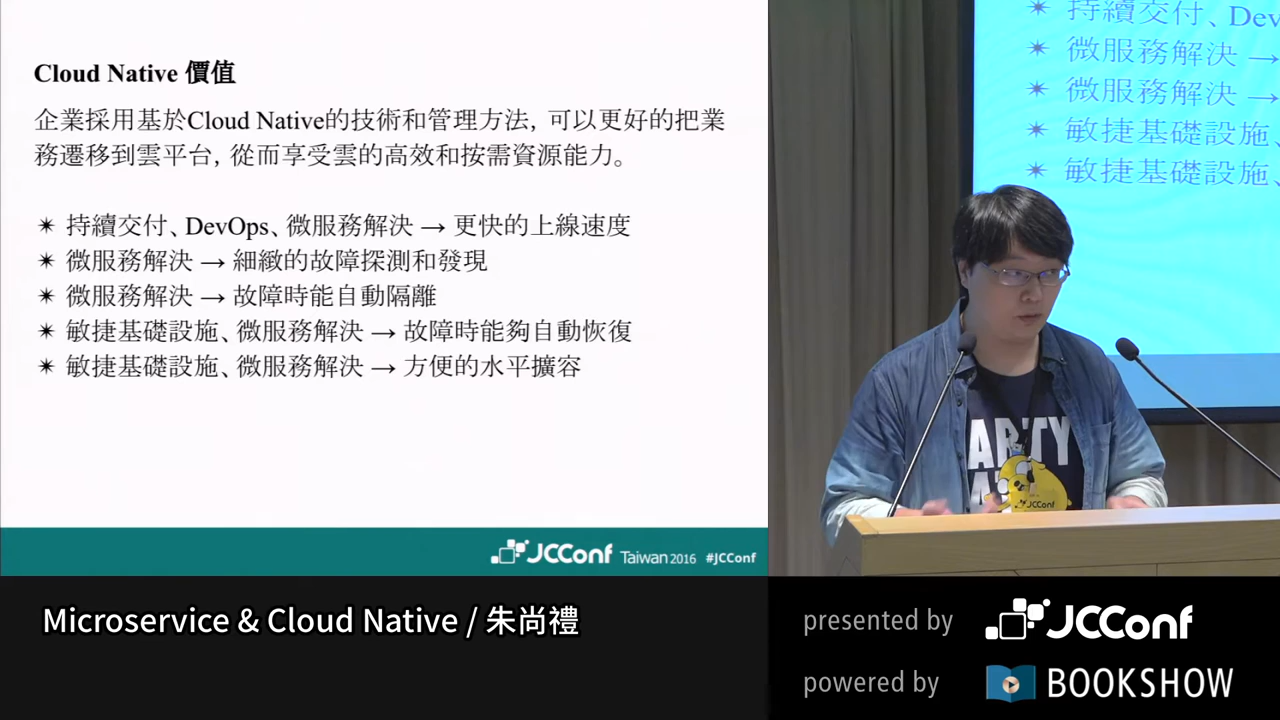 Cloud Native 價值
企業採用基於Cloud Native的技術和管理方法, 可以更好的把業
務遷移到雲平台, 從而享受雲的高效和按需資源能力。
✴ 持續交付、DevOps、微服務解決 → 更快的上線速度
✴ 微服務解決 → 細緻的故障探測和發現
✴ 微服務解決 → 故障時能自動隔離
✴ 敏捷基礎設施、微服務解決 → 故障時能夠自動恢復
✴ 敏捷基礎設施、微服務解決 → 方便的水平擴容
JCConf Taiwan 2016 #JCConf
✴ 持續交付、Dev
✴ 微服務解決 →
✴ 微服務解決 →
✴ 敏捷基礎設施、
✴ 敏捷基礎設施、
ARTY
JCConf
Microservice & Cloud Native / 朱尚禮
presented by JCConf
powered by BOOKSHOW